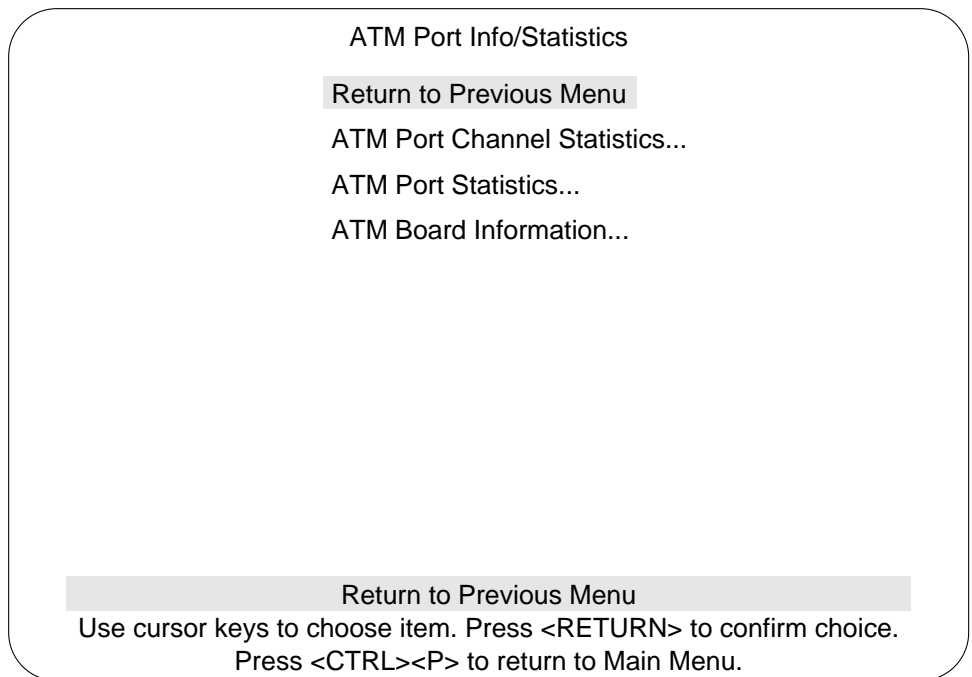 ATM Port Info/Statistics
Return to Previous Menu
ATM Port Channel Statistics...
ATM Port Statistics...
ATM Board Information...
Return to Previous Menu
Use cursor keys to choose item. Press <RETURN> to confirm choice.
Press <CTRL><P> to return to Main Menu.